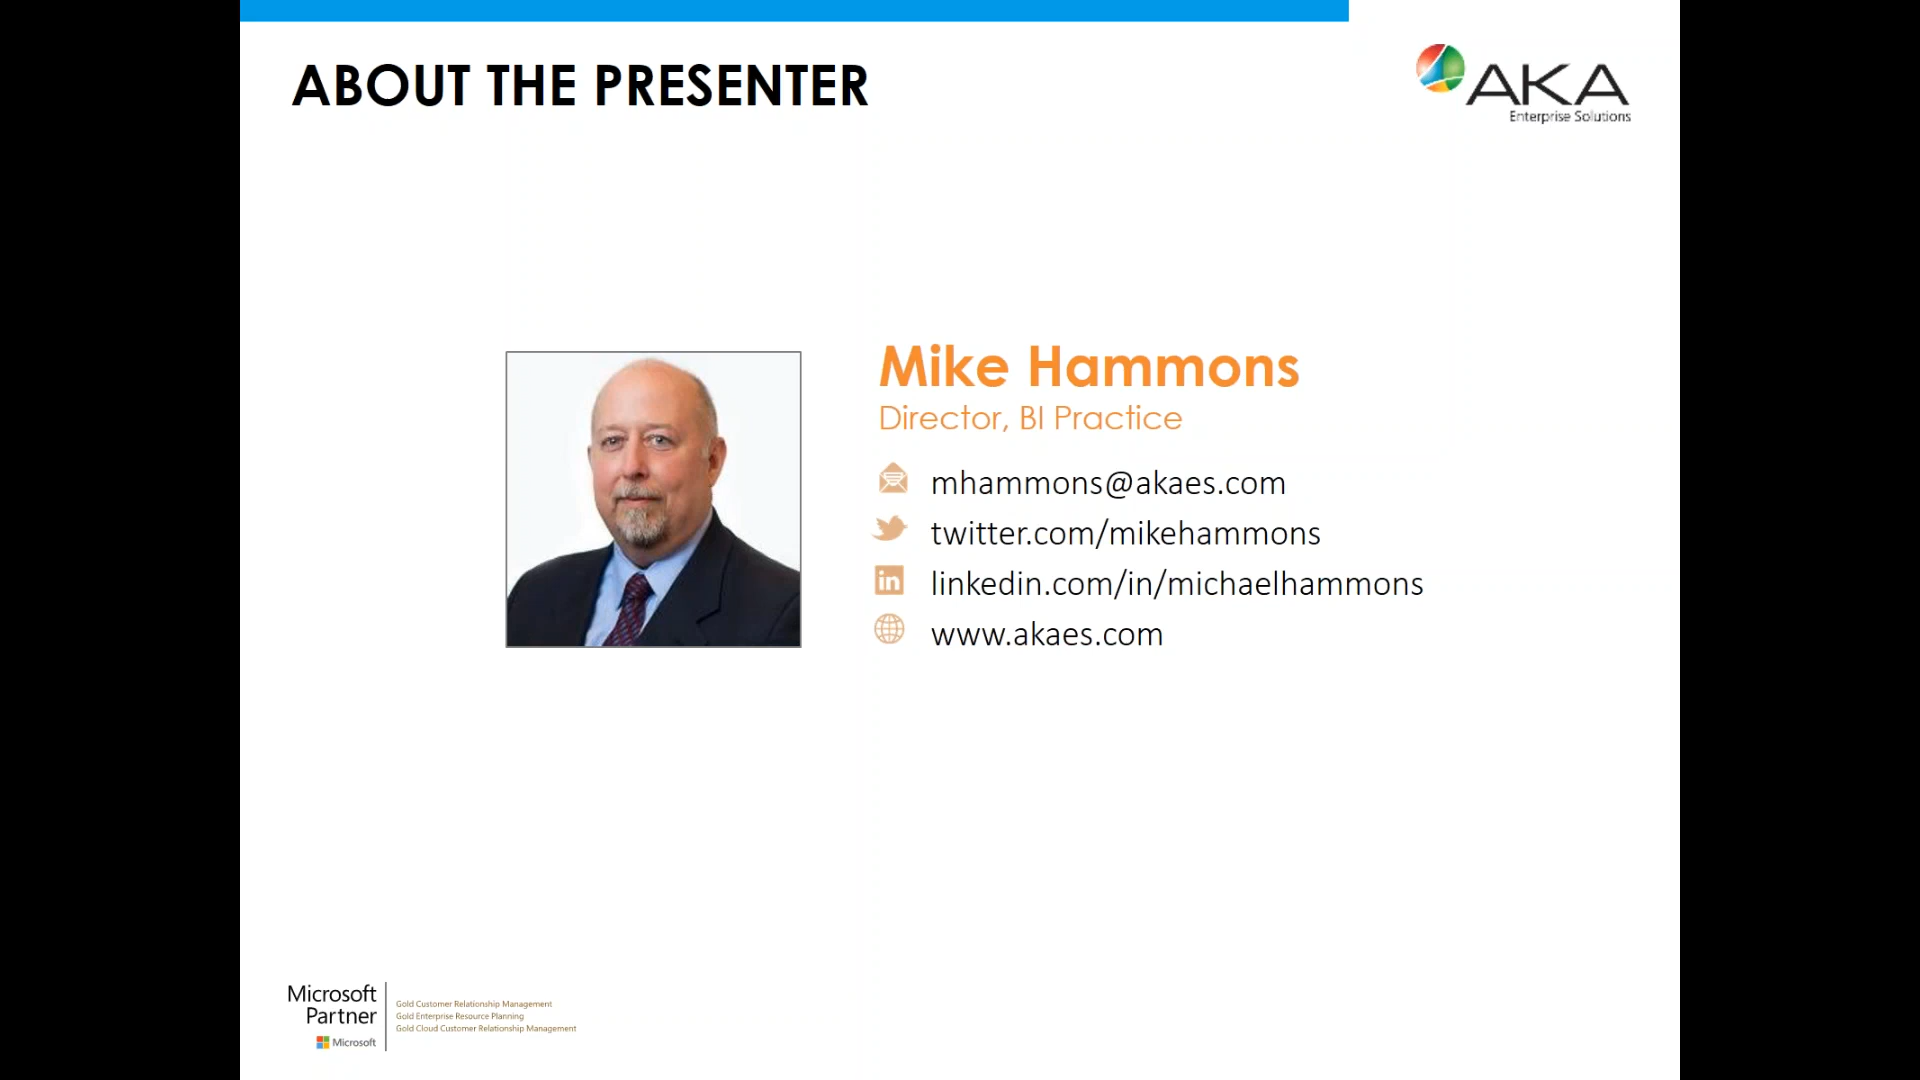 ABOUT THE PRESENTER
AKA
Enterprise Solutions
Mike Hammons
Director, BI Practice
mhammons@akaes.com
twitter.com/mikehammons
in linkedin.com/in/michaelhammons
www.akaes.com
Microsoft
Partner
Microsoft
Gold Customer Relationship Management
Gold Enterprise Resource Planning
Gold Cloud Customer Relationship Management